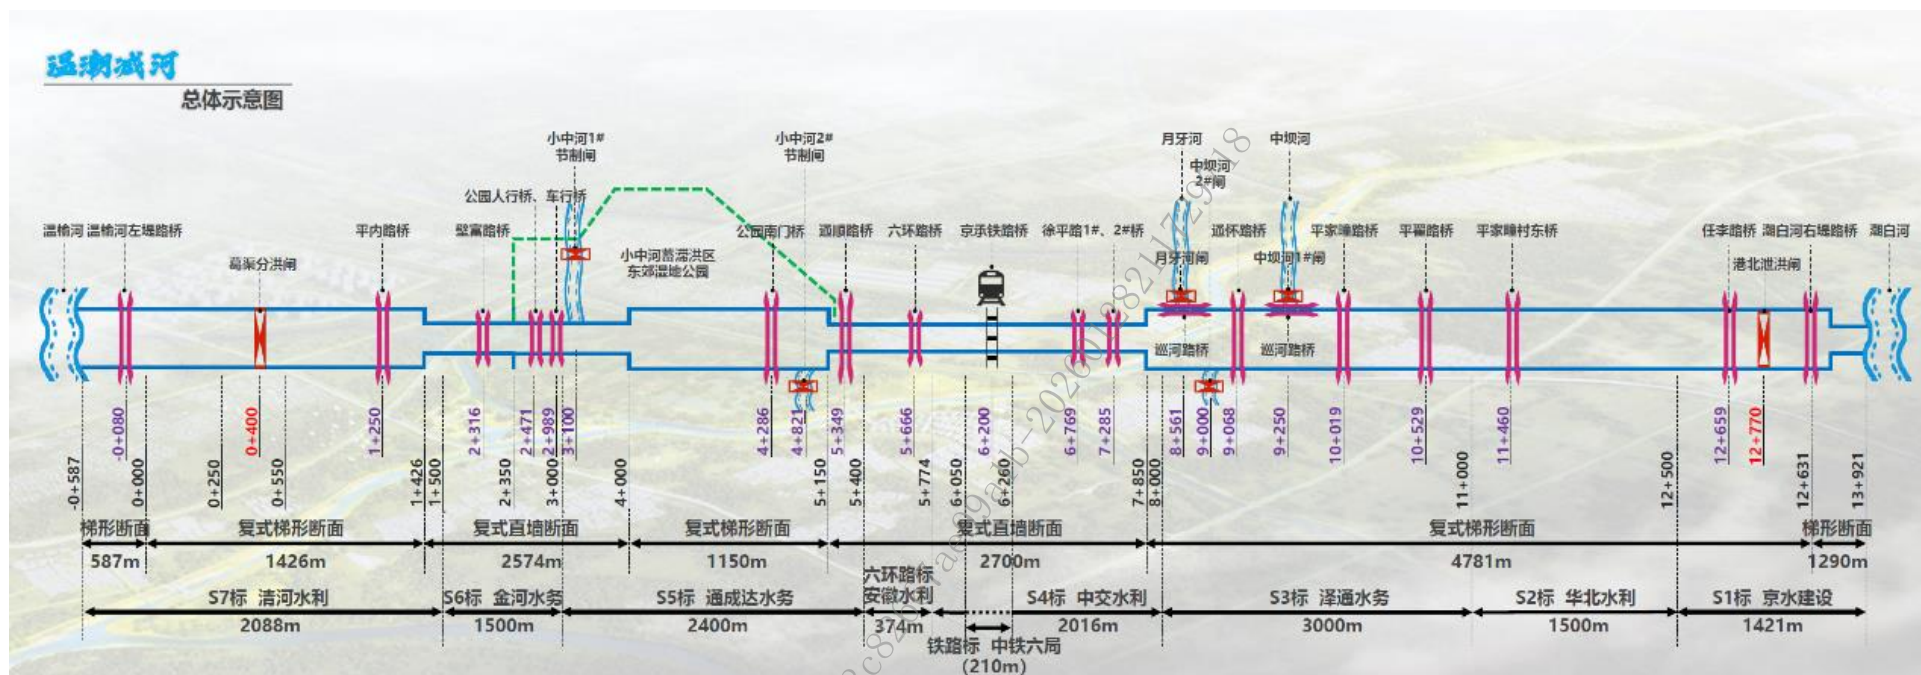 温潮减河
总体示意图
小中河1#
节制闸
小中河2#
节制闸
月牙河
中坝河
中坝河
2#闸
公园人行桥、车行桥
温榆河
温榆河左堤路桥
平内路桥
壁富路桥
小中河蓄滞洪区
东郊湿地公园
公园南门桥
通顺路桥
六环路桥
京承铁路桥
徐平路1#、2#桥
通怀路桥
平家疃路桥
平翟路桥
平家疃村东桥
任李路桥
潮白河右堤路桥
潮白河
葛渠分洪闸
月牙河闸
中坝河1#闸
港北泄洪闸
巡河路桥
巡河路桥
-0+080
0+400
1+250
2+316
2+471
2+989
3+100
4+286
4+821
5+349
5+666
6+200
6+769
7+285
8+561
9+000
9+068
9+250
10+019
10+529
11+460
12+659
12+770
-0+587
0+000
0+250
0+550
1+426
1+500
2+350
3+000
4+000
5+150
5+400
5+774
6+050
6+260
7+850
8+000
11+000
12+500
12+631
13+921
梯形断面
复式梯形断面
复式直墙断面
复式梯形断面
复式直墙断面
复式梯形断面
梯形断面
587m
1426m
2574m
1150m
2700m
4781m
1290m
S7标 清河水利
S6标 金河水务
S5标 通成达水务
六环路标
安徽水利
S4标 中交水利
S3标 泽通水务
S2标 华北水利
S1标 京水建设
2088m
1500m
2400m
374m
2016m
3000m
1500m
1421m
铁路标 中铁六局
(210m)